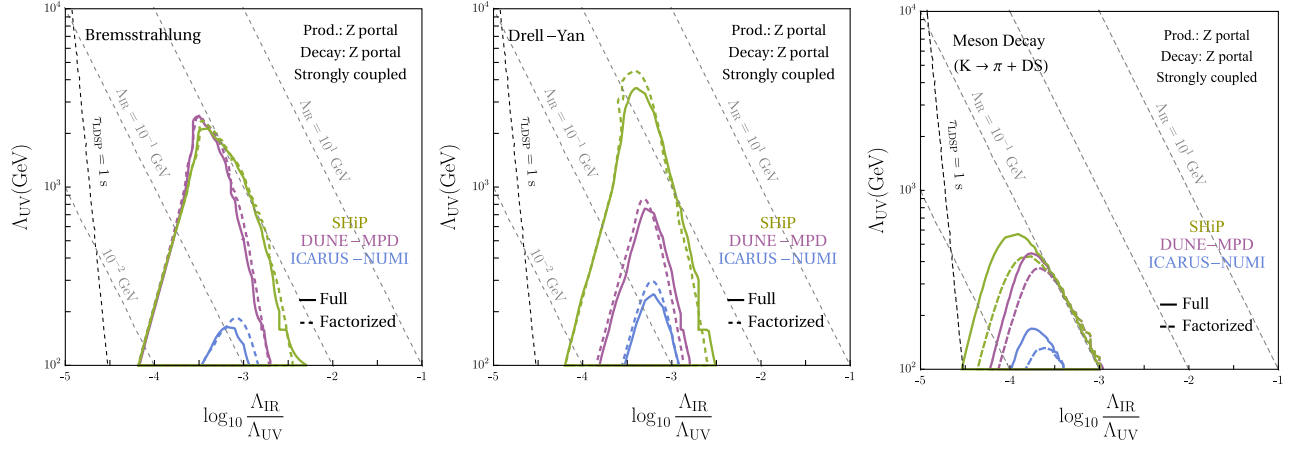 Bremsstrahlung
Prod.: Z portal
Decay: Z portal
Strongly coupled
τ_LDSP = 1 s
Λ_IR = 10^-1 GeV
Λ_IR = 10^1 GeV
10^-2 GeV
SHiP
DUNE-MPD
ICARUS-NUMI
Full
Factorized
Λ_UV(GeV)
10^4
10^3
10^2
-5 -4 -3 -2 -1
log_10 Λ_IR/Λ_UV
Drell-Yan
Prod.: Z portal
Decay: Z portal
Strongly coupled
τ_LDSP = 1 s
Λ_IR = 10^-1 GeV
Λ_IR = 10^1 GeV
10^-2 GeV
SHiP
DUNE-MPD
ICARUS-NUMI
Full
Factorized
Λ_UV(GeV)
10^4
10^3
10^2
-5 -4 -3 -2 -1
log_10 Λ_IR/Λ_UV
Meson Decay
(K → π + DS)
Prod.: Z portal
Decay: Z portal
Strongly coupled
τ_LDSP = 1 s
Λ_IR = 10^-1 GeV
Λ_IR = 10^1 GeV
10^-2 GeV
SHiP
DUNE-MPD
ICARUS-NUMI
Full
Factorized
Λ_UV(GeV)
10^4
10^3
10^2
-5 -4 -3 -2 -1
log_10 Λ_IR/Λ_UV